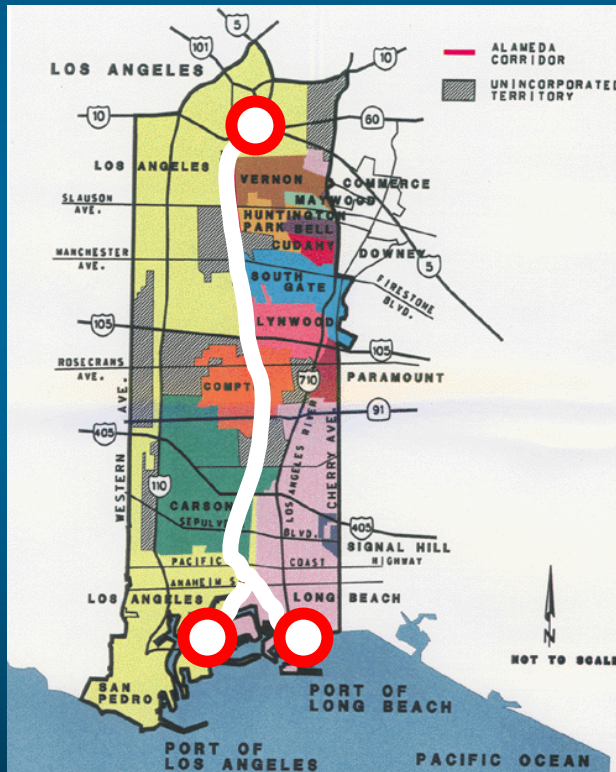 5
101
10
LOS ANGELES
ALAMEDA
CORRIDOR
UNINCORPORATED
TERRITORY
10
60
LOS ANGELES
VERNON
COMMERCE
SLAUSON
AVE.
MAYWOOD
HUNTINGTON
PARK
BELL
CUDAHY
MANCHESTER
AVE.
DOWNEY
5
SOUTH
GATE
FIRESTONE
BLVD.
105
LYNWOOD
105
ROSECRANS
AVE.
COMPT
710
PARAMOUNT
WESTERN AVE.
91
405
LOS ANGELES RIVER
CHERRY AVE.
110
CARSON
SEPULV
BLVD.
405
SIGNAL HILL
PACIFIC
COAST
HIGHWAY
ANAHEIM S
LOS ANGELES
LONG BEACH
N
NOT TO SCALE
SAN
PEDRO
PORT OF
LONG BEACH
PORT OF
LOS ANGELES
PACIFIC OCEAN